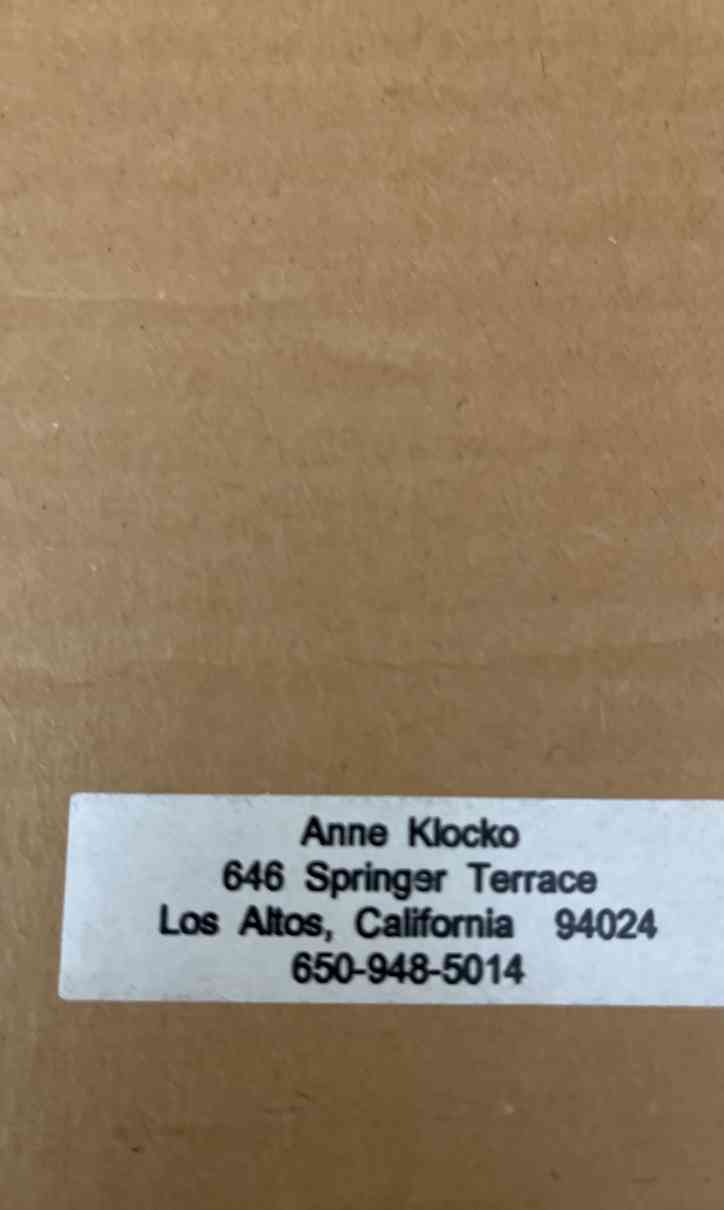 Anne Klocko
646 Springer Terrace
Los Altos, California 94024
650-948-5014